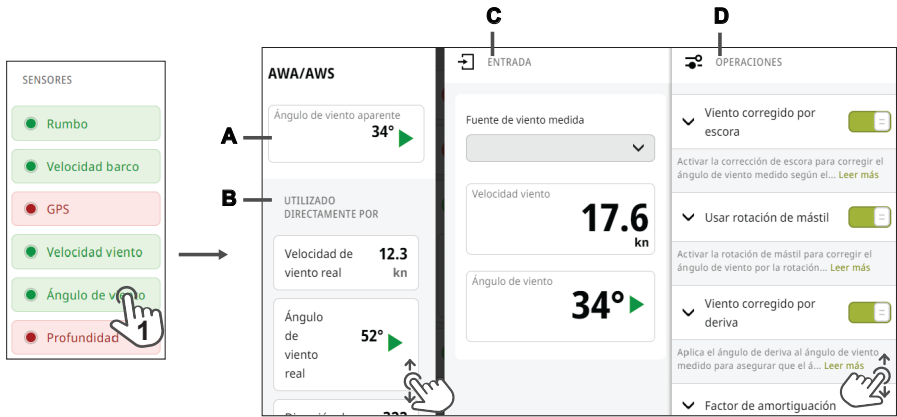 SENSORES
Rumbo
Velocidad barco
GPS
Velocidad viento
Ángulo de viento
Profundidad
1
A
B
AWA/AWS
Ángulo de viento aparente
34°
UTILIZADO
DIRECTAMENTE POR
Velocidad de 12.3
viento real kn
Ángulo
de
viento
real
52°
C
ENTRADA
Fuente de viento medida
Velocidad viento
17.6
kn
Ángulo de viento
34°
D
OPERACIONES
Viento corregido por
escora
Activar la corrección de escora para corregir el
ángulo de viento medido según el... Leer más
Usar rotación de mástil
Activar la rotación de mástil para corregir el
ángulo de viento por la rotación... Leer más
Viento corregido por
deriva
Aplica el ángulo de deriva al ángulo de viento
medido para asegurar que el á... Leer más
Factor de amortiguación